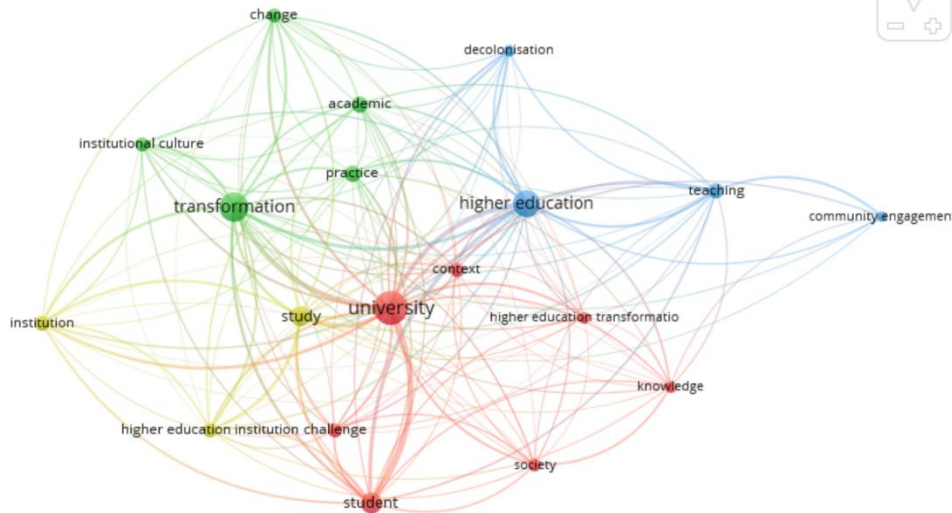 change
decolonisation
academic
institutional culture
practice
teaching
transformation
higher education
community engagemen
context
university
study
higher education transformatio
institution
knowledge
higher education institution
challenge
society
student